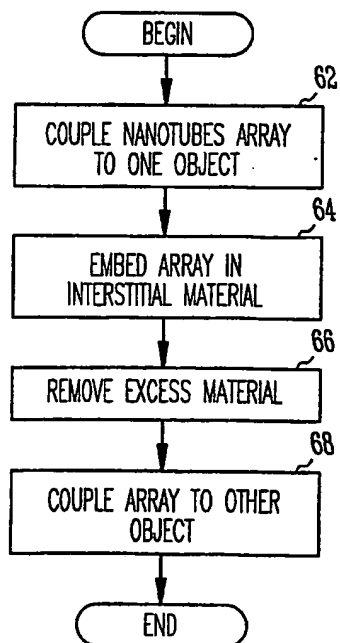 BEGIN
62
COUPLE NANOTUBES ARRAY
TO ONE OBJECT
64
EMBED ARRAY IN
INTERSTITIAL MATERIAL
66
REMOVE EXCESS MATERIAL
68
COUPLE ARRAY TO OTHER
OBJECT
END